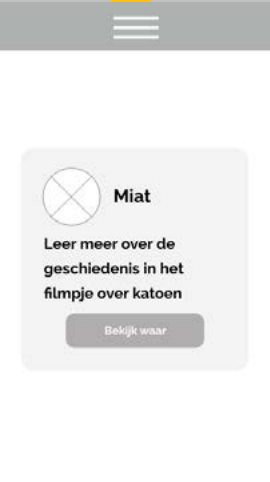 Miat
Leer meer over de
geschiedenis in het
filmpje over katoen
Bekijk waar